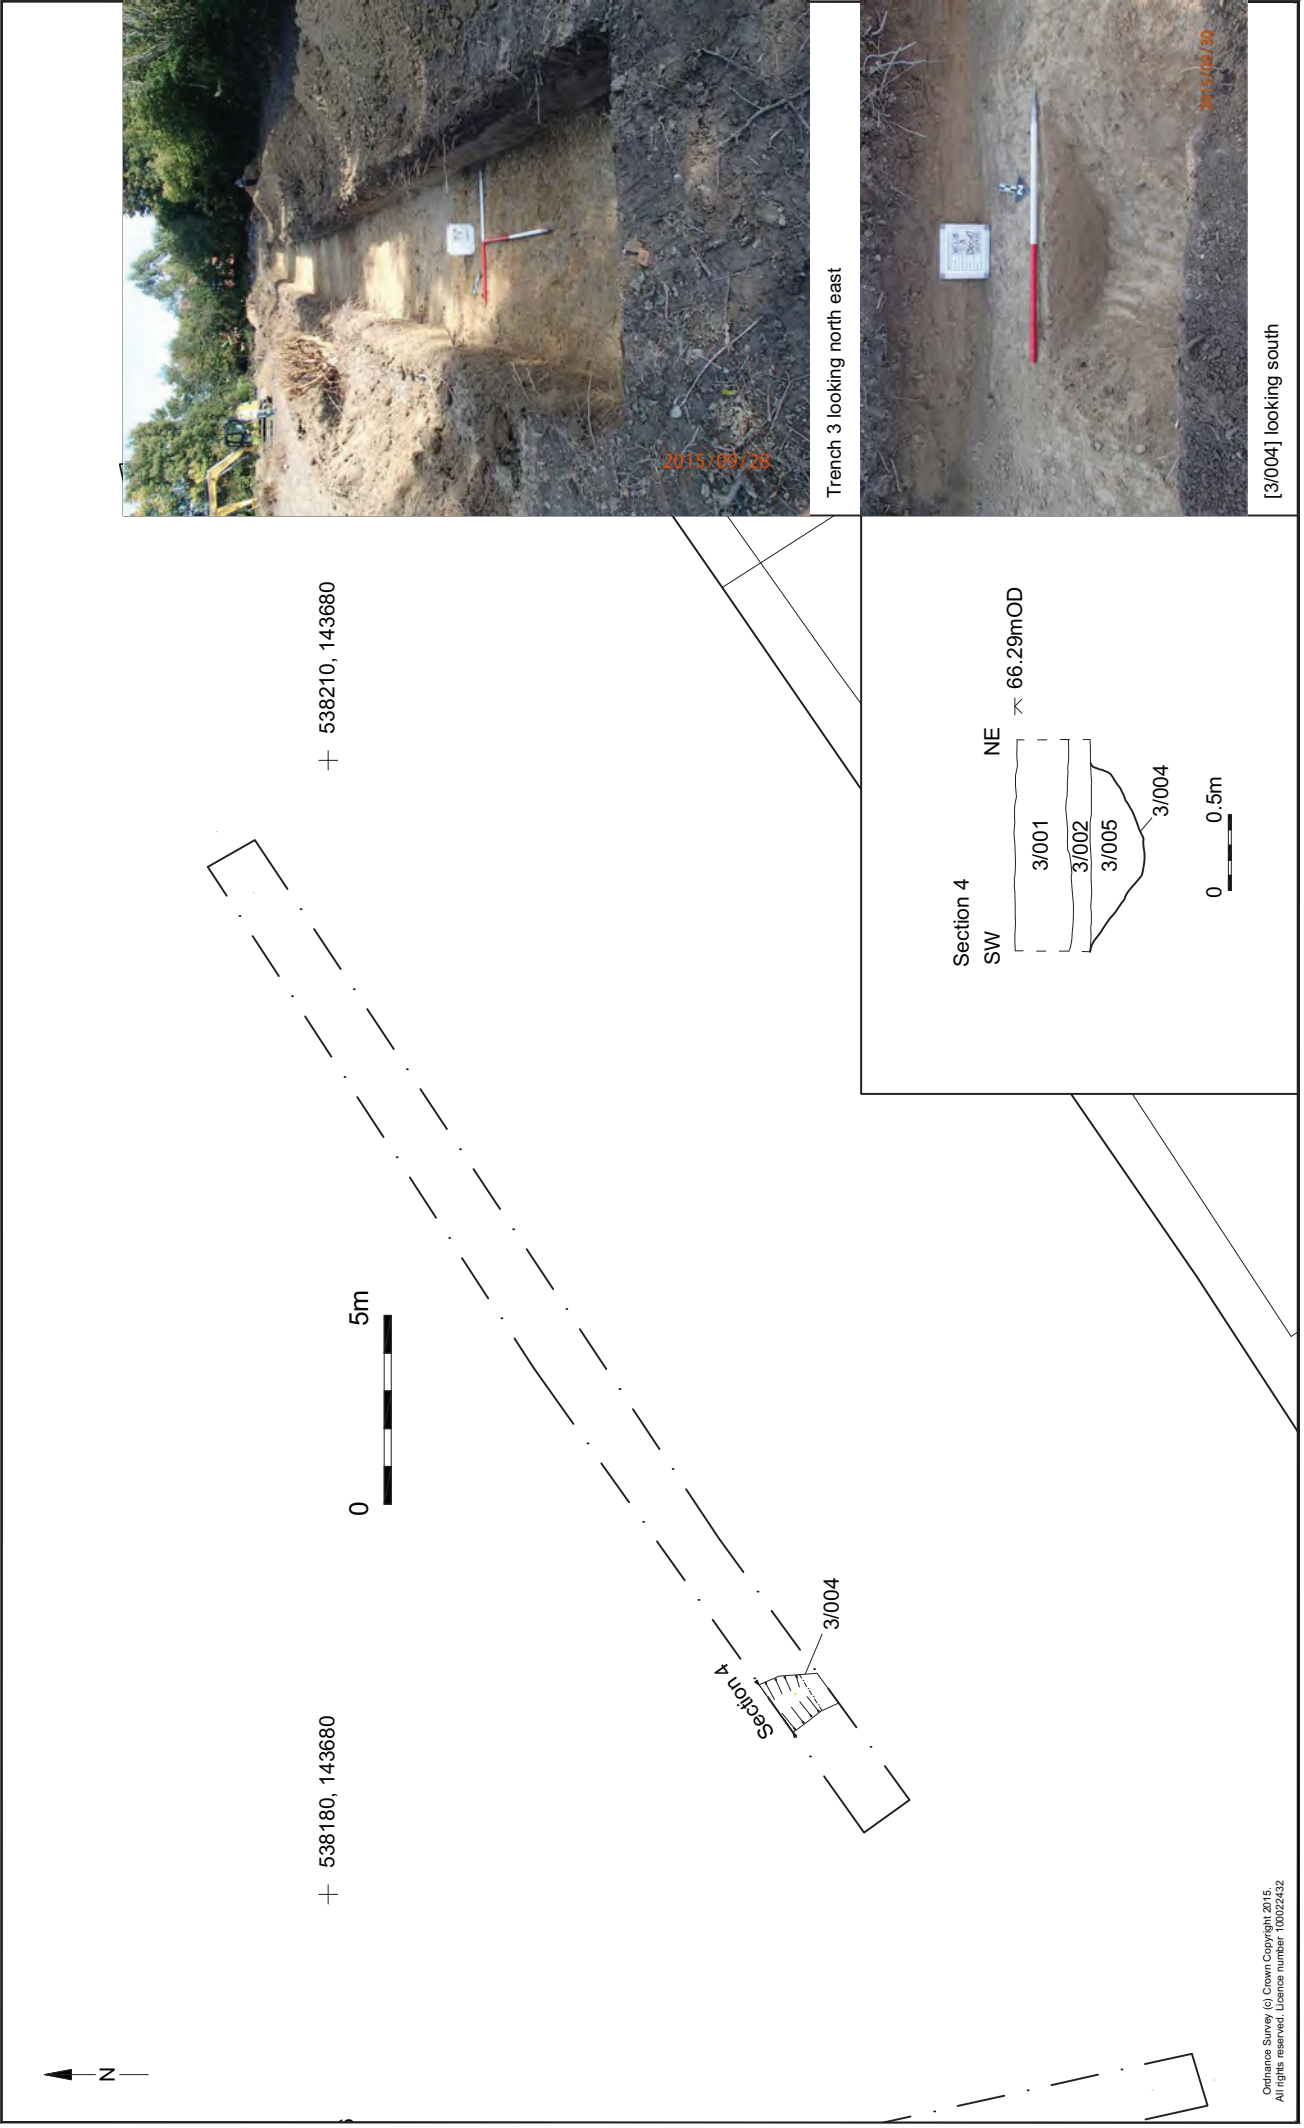 N
538180, 143680
538210, 143680
0
5m
Section 4
3/004
Section 4
SW
NE
66.29mOD
3/001
3/002
3/005
3/004
0
0.5m
2015/09/28
Trench 3 looking north east
2015/09/30
[3/004] looking south
Ordnance Survey (c) Crown Copyright 2015.
All rights reserved. Licence number 100022432